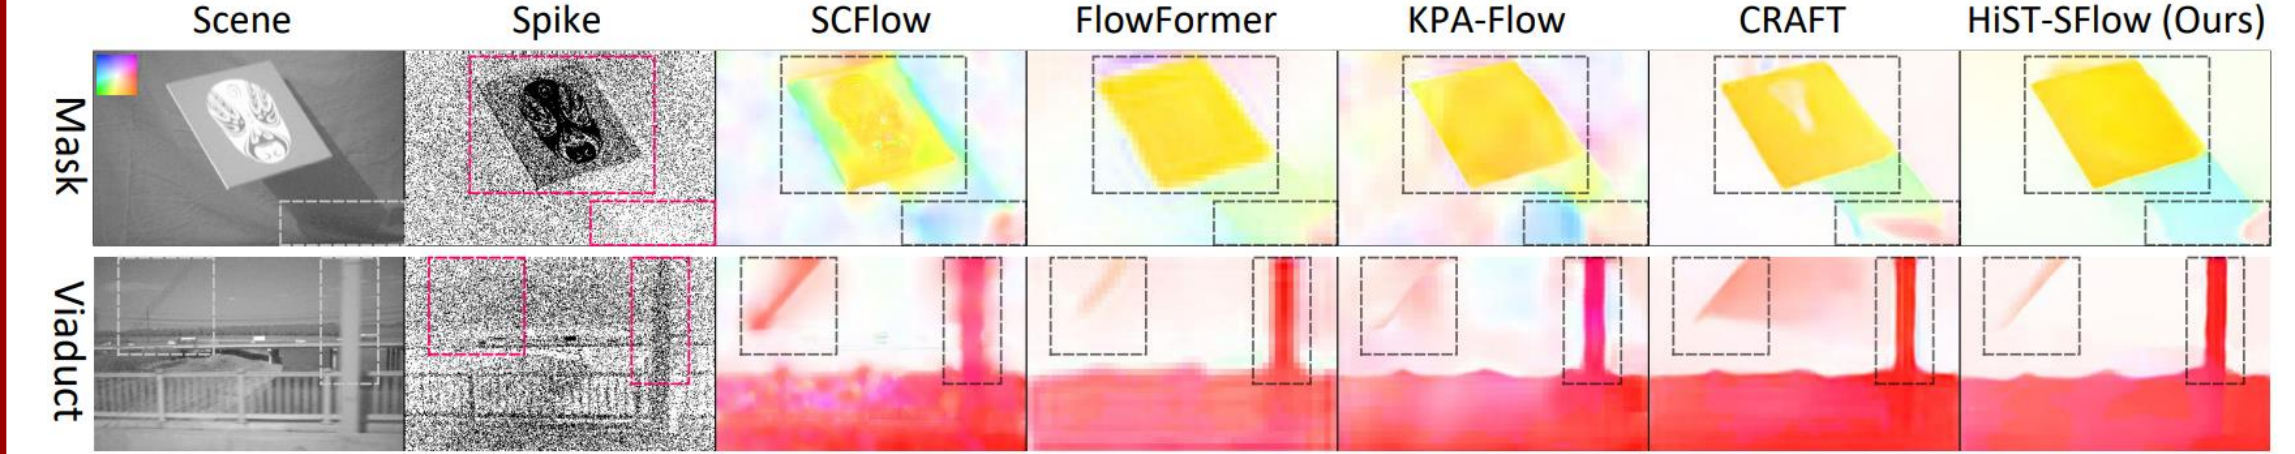 Scene Spike SCFlow FlowFormer KPA-Flow CRAFT HiST-SFlow (Ours)
Mask
Viaduct